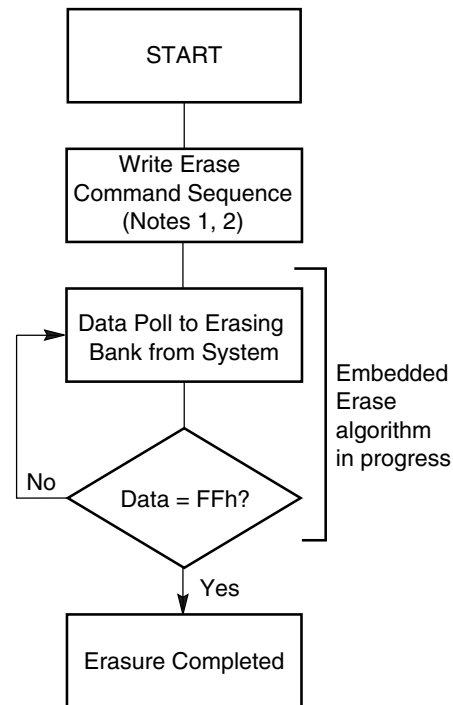 START
Write Erase
Command Sequence
(Notes 1, 2)
Data Poll to Erasing
Bank from System
Embedded
Erase
algorithm
in progress
No
Data = FFh?
Yes
Erasure Completed